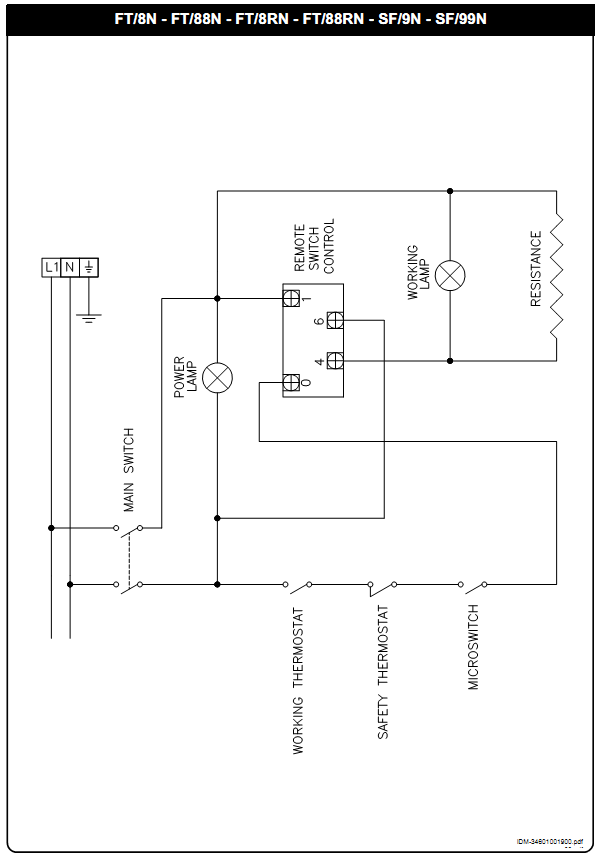 FT/8N - FT/88N - FT/8RN - FT/88RN - SF/9N - SF/99N
L1 N
REMOTE
SWITCH
CONTROL
1
6
4
0
WORKING
LAMP
RESISTANCE
POWER
LAMP
MAIN SWITCH
WORKING THERMOSTAT
SAFETY THERMOSTAT
MICROSWITCH
IDM-34601001900.pdf